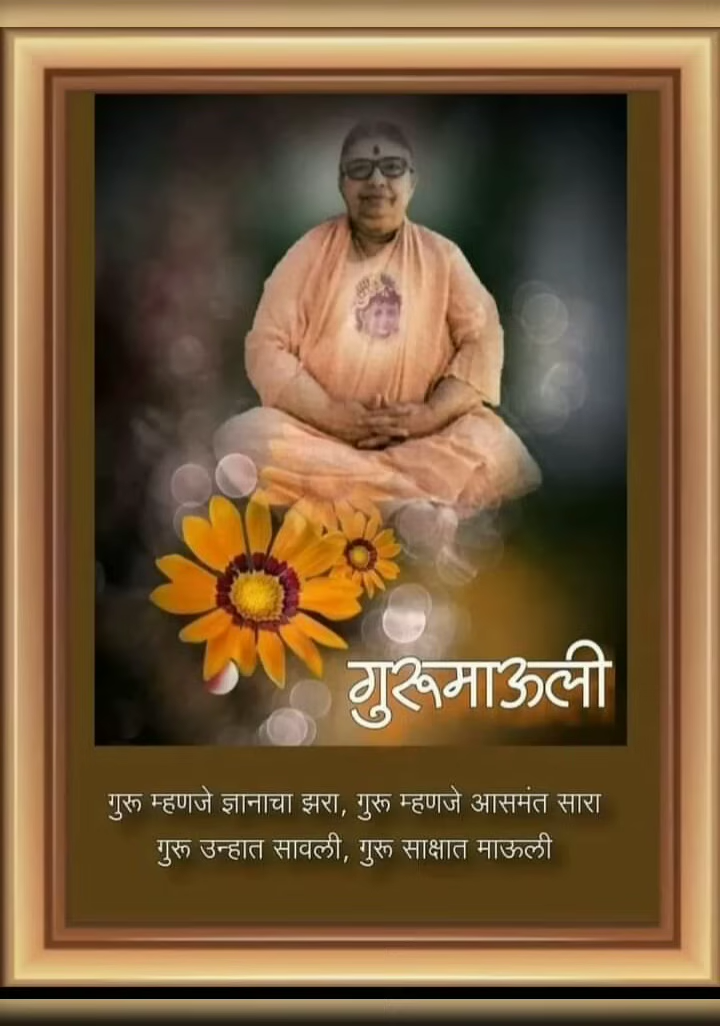 गुरूमाऊली
गुरू म्हणजे ज्ञानाचा झरा, गुरू म्हणजे आसमंत सारा
गुरू उन्हात सावली, गुरू साक्षात माऊली